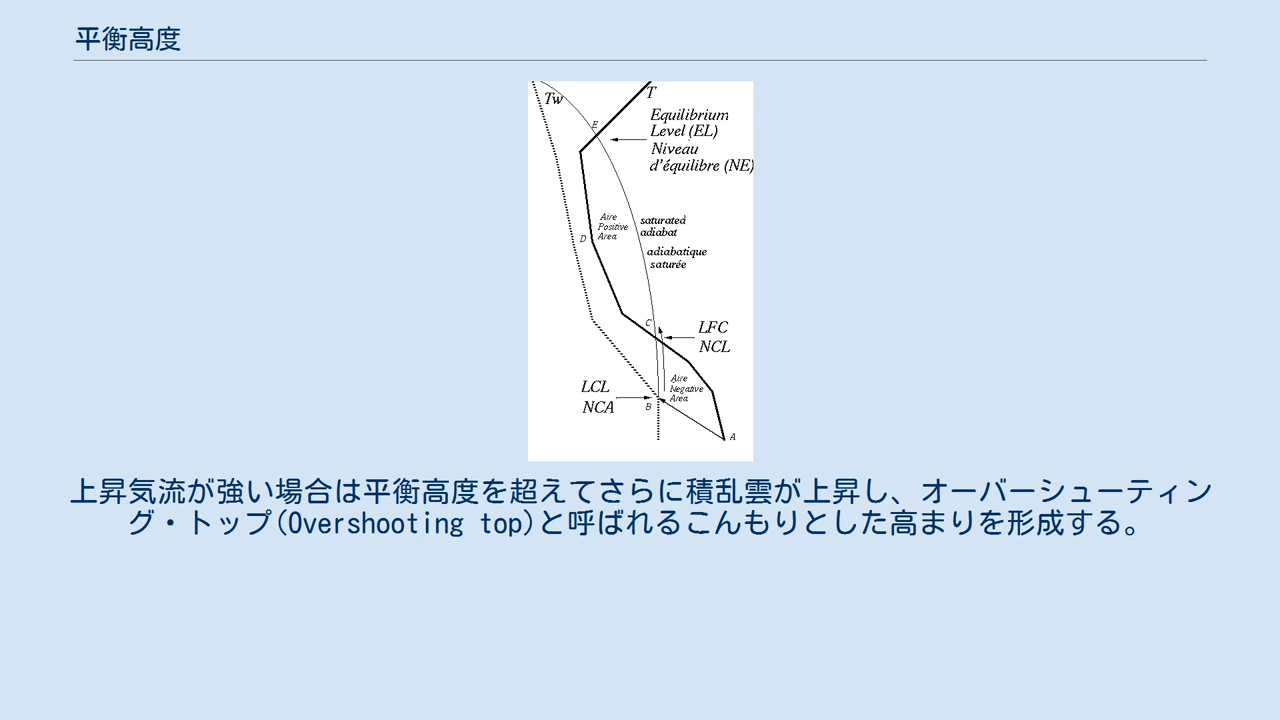 平衡高度
Tw
T
E
Equilibrium
Level (EL)
Niveau
d'équilibre (NE)
Aire
Positive
Area
D
saturated
adiabat
adiabatique
saturée
C
LFC
NCL
Aire
Negative
Area
LCL
NCA
B
A
上昇気流が強い場合は平衡高度を超えてさらに積乱雲が上昇し、オーバーシューティン
グ・トップ(Overshooting top)と呼ばれるこんもりとした高まりを形成する。